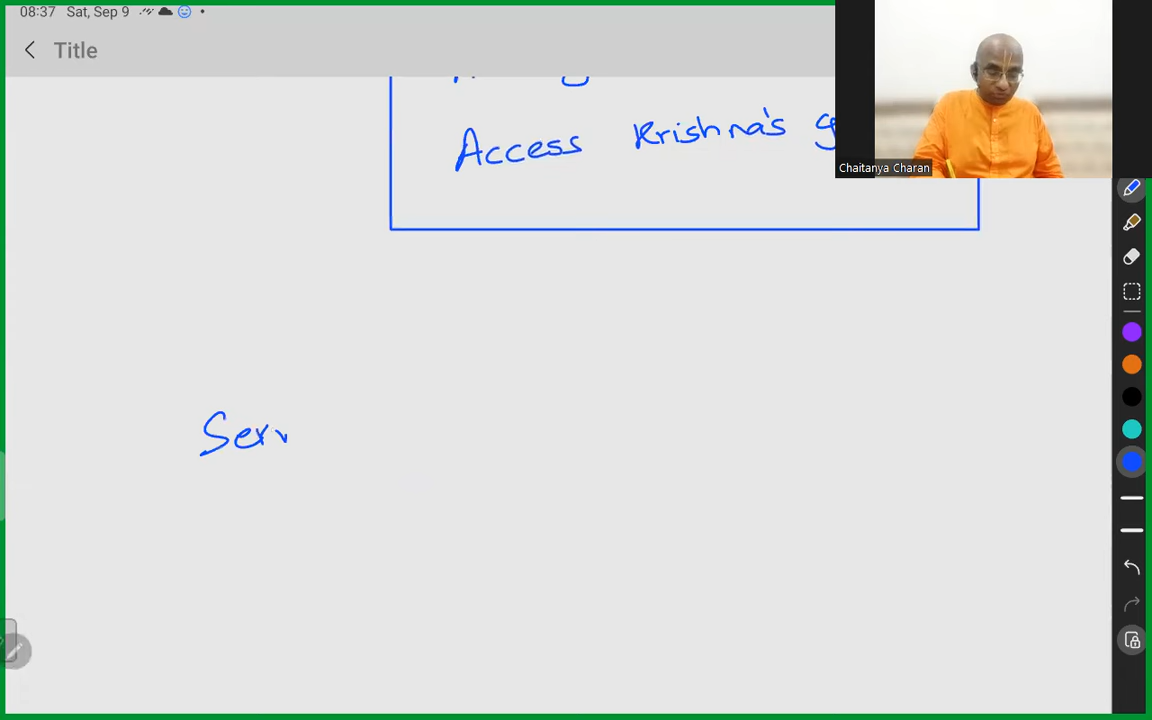 08:37 Sat, Sep 9
Title
Access Krishna's
Chaitanya Charan
Serv